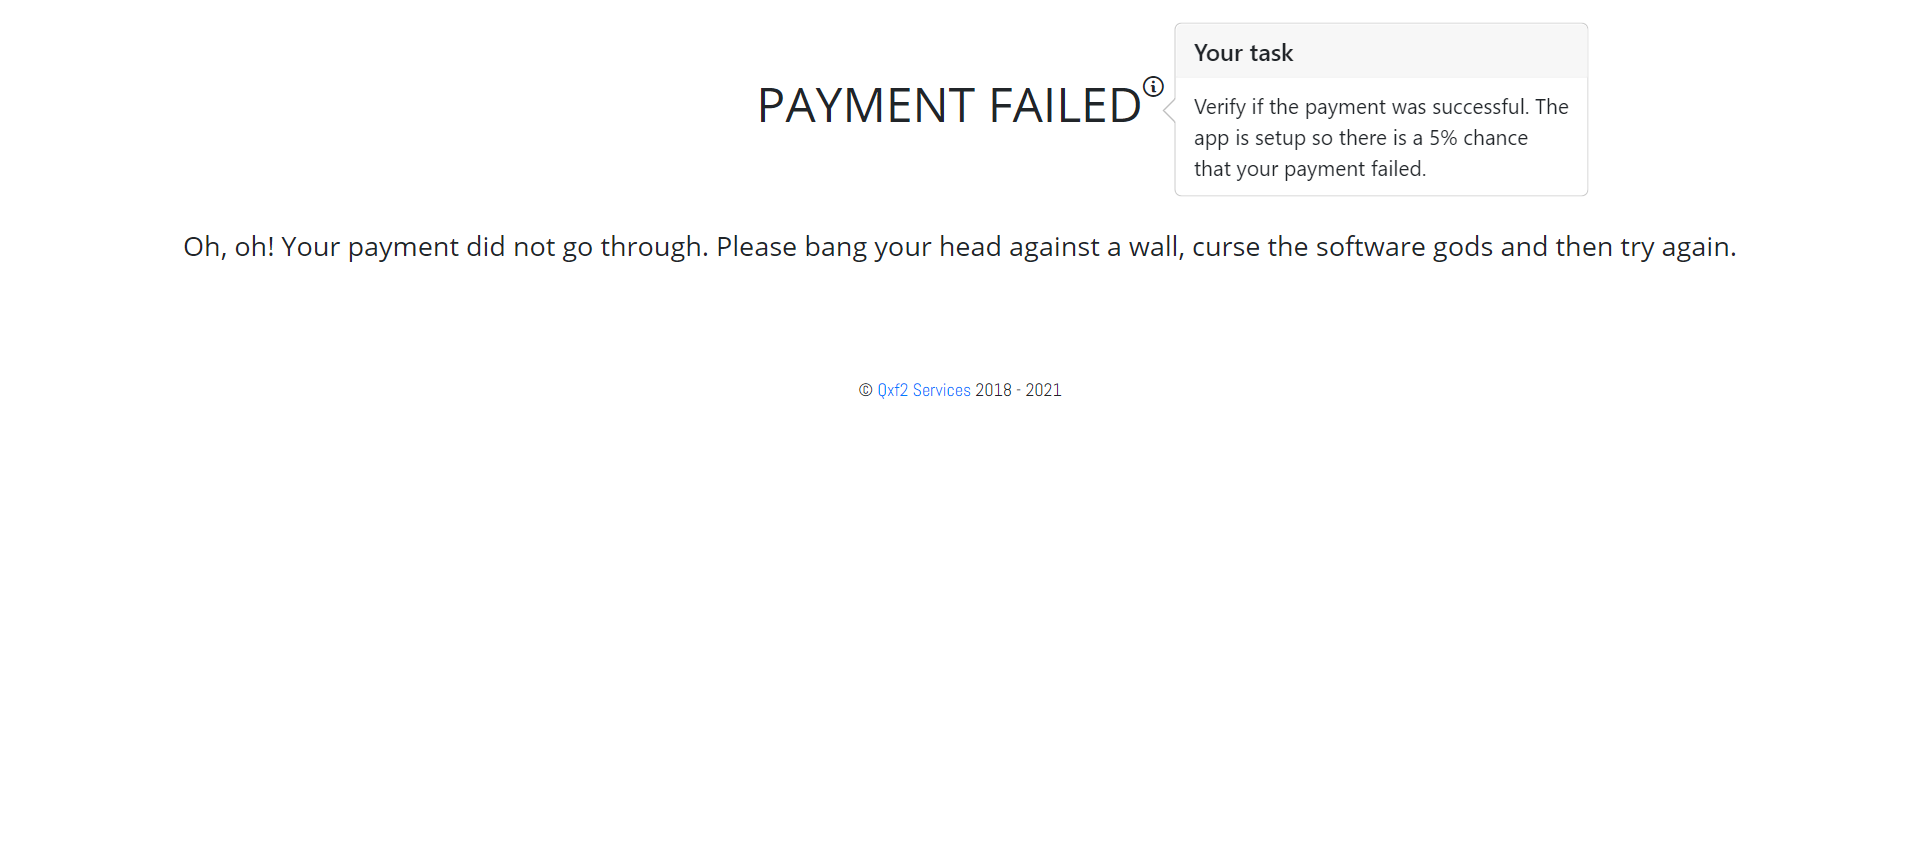 PAYMENT FAILED
Your task
Verify if the payment was successful. The
app is setup so there is a 5% chance
that your payment failed.
Oh, oh! Your payment did not go through. Please bang your head against a wall, curse the software gods and then try again.
© Qxf2 Services 2018 - 2021